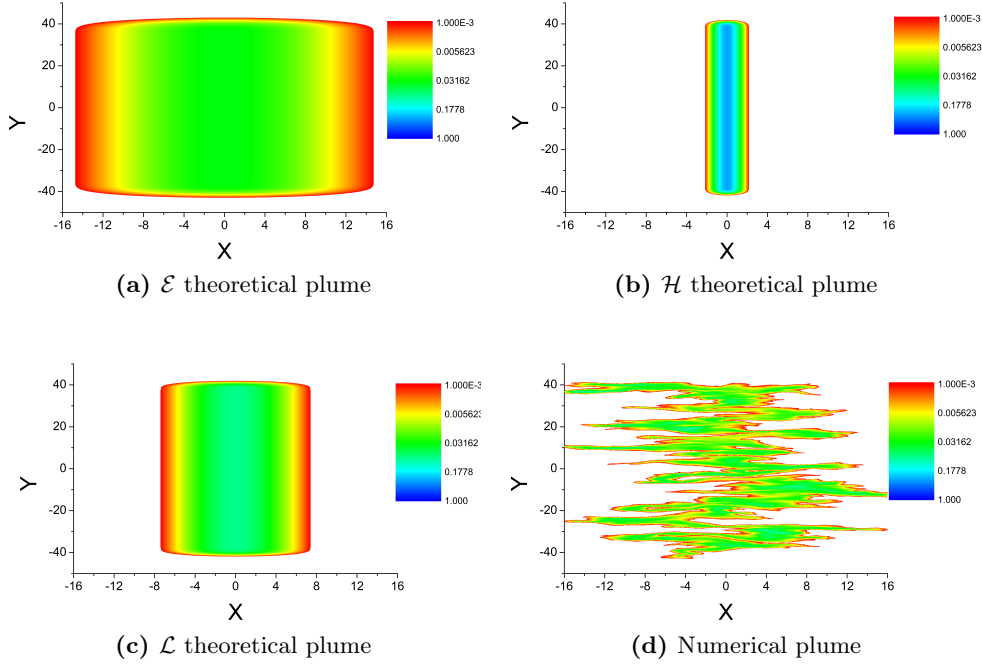 1.000E-3
0.005623
0.03162
0.1778
1.000
40
20
0
-20
-40
Y
-16 -12 -8 -4 0 4 8 12 16
X
(a) ℰ theoretical plume
1.000E-3
0.005623
0.03162
0.1778
1.000
40
20
0
-20
-40
Y
-16 -12 -8 -4 0 4 8 12 16
X
(b) ℋ theoretical plume
1.000E-3
0.005623
0.03162
0.1778
1.000
40
20
0
-20
-40
Y
-16 -12 -8 -4 0 4 8 12 16
X
(c) ℒ theoretical plume
1.000E-3
0.005623
0.03162
0.1778
1.000
40
20
0
-20
-40
Y
-16 -12 -8 -4 0 4 8 12 16
X
(d) Numerical plume